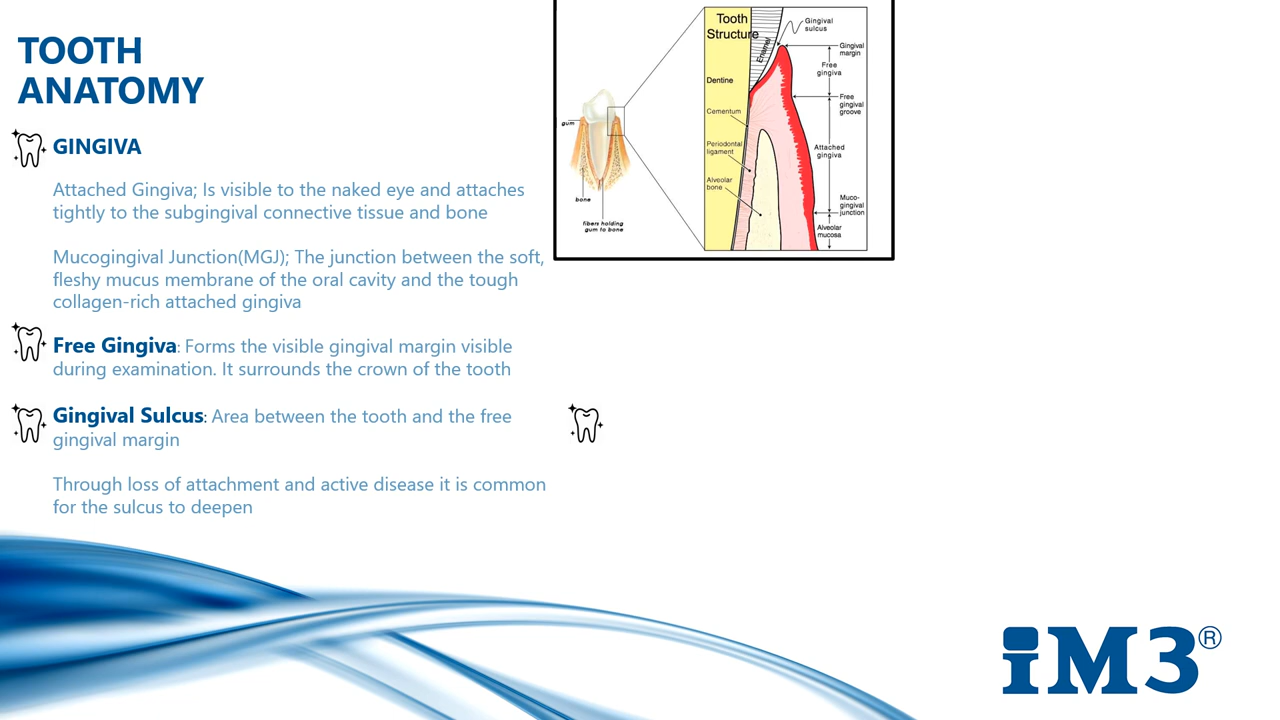 TOOTH
ANATOMY
GINGIVA
Attached Gingiva; Is visible to the naked eye and attaches
tightly to the subgingival connective tissue and bone
Mucogingival Junction(MGJ); The junction between the soft,
fleshy mucus membrane of the oral cavity and the tough
collagen-rich attached gingiva
Free Gingiva: Forms the visible gingival margin visible
during examination. It surrounds the crown of the tooth
Gingival Sulcus: Area between the tooth and the free
gingival margin
Through loss of attachment and active disease it is common
for the sulcus to deepen
gum
bone
fibers holding
gum to bone
Tooth
Structure
Enamel
Dentine
Cementum
Periodontal
ligament
Alveolar
bone
Gingival
sulcus
Gingival
margin
Free
gingiva
Free
gingival
groove
Attached
gingiva
Muco-
gingival
junction
Alveolar
mucosa
iM3®